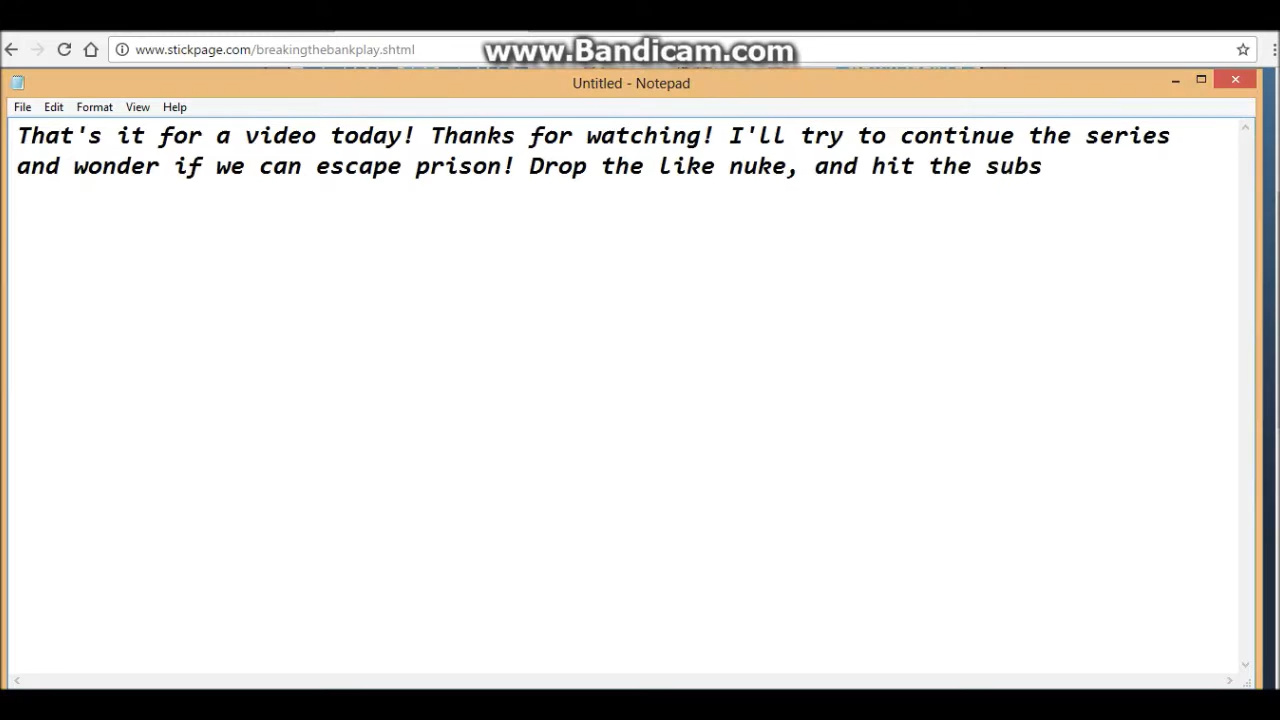 www.stickpage.com/breakingthebankplay.shtml
www.Bandicam.com
Untitled - Notepad
File Edit Format View Help
That's it for a video today! Thanks for watching! I'll try to continue the series
and wonder if we can escape prison! Drop the like nuke, and hit the subs